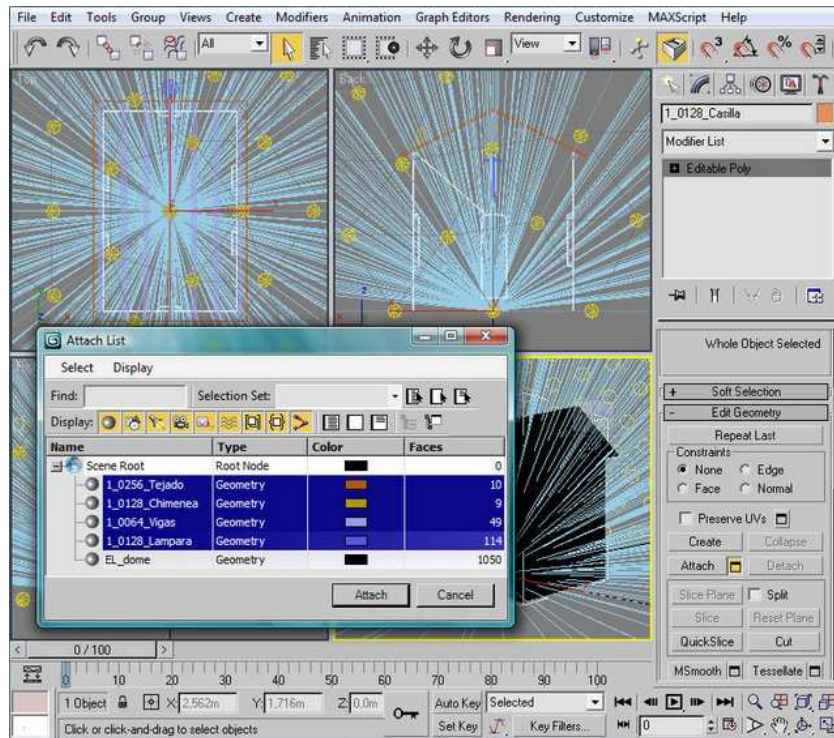 File Edit Tools Group Views Create Modifiers Animation Graph Editors Rendering Customize MAXScript Help
All
View
Top
Back
1_0128_Casilla
Modifier List
Editable Poly
Whole Object Selected
+ Soft Selection
- Edit Geometry
Repeat Last
Constraints
None Edge
Face Normal
Preserve UVs
Create Collapse
Attach Detach
Slice Plane Split
Slice Reset Plane
QuickSlice Cut
MSmooth Tessellate
Attach List
Select Display
Find: Selection Set:
Display:
Name Type Color Faces
Scene Root Root Node 0
1_0256_Tejado Geometry 10
1_0128_Chimenea Geometry 9
1_0064_Vigas Geometry 49
1_0128_Lampara Geometry 114
EL_dome Geometry 1050
Attach Cancel
< 0 / 100 >
0 10 20 30 40 50 60 70 80 90 100
1 Object X: 2,562m Y: 1,716m Z: 0,0m Auto Key Selected
Click or click-and-drag to select objects Set Key Key Filters... 0